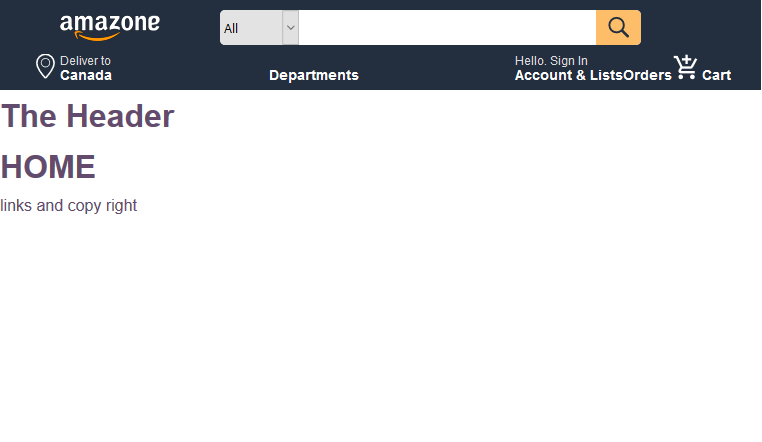 amazone
All
Deliver to
Canada
Departments
Hello. Sign In
Account & ListsOrders
Cart
The Header
HOME
links and copy right